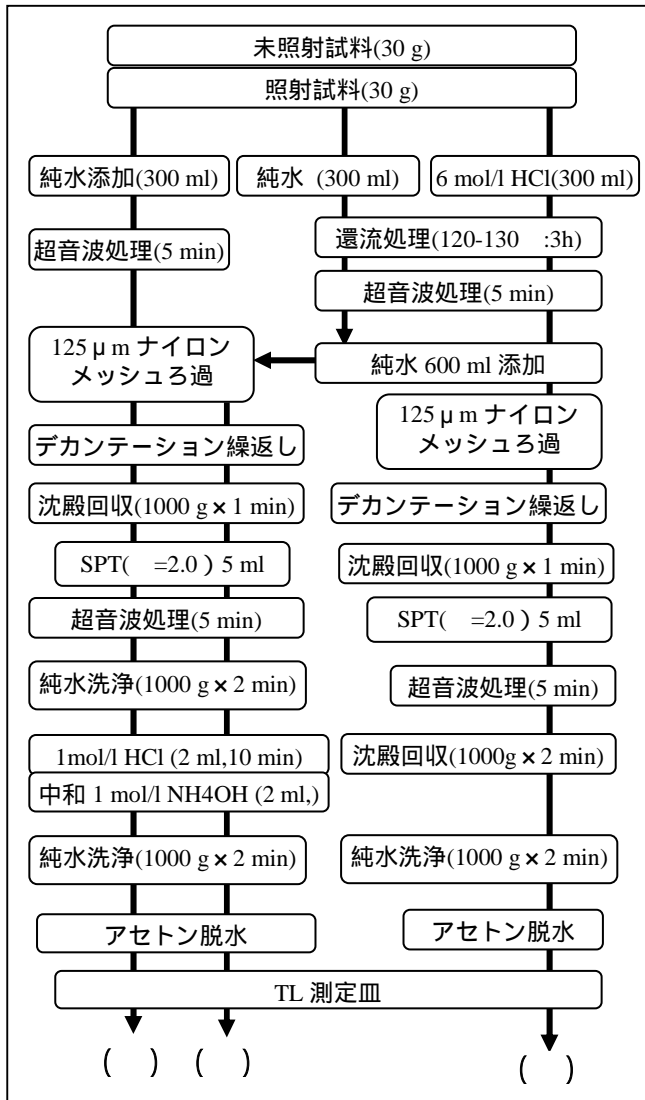 未照射試料(30 g)
照射試料(30 g)
純水添加(300 ml)
純水 (300 ml)
6 mol/l HCl(300 ml)
超音波処理(5 min)
還流処理(120-130 :3h)
超音波処理(5 min)
125μm ナイロン
メッシュろ過
純水 600 ml 添加
125μm ナイロン
メッシュろ過
デカンテーション繰返し
沈殿回収(1000 g×1 min)
デカンテーション繰返し
SPT( =2.0)5 ml
沈殿回収(1000 g×1 min)
超音波処理(5 min)
SPT( =2.0)5 ml
純水洗浄(1000 g×2 min)
超音波処理(5 min)
1mol/l HCl (2 ml,10 min)
沈殿回収(1000g×2 min)
中和 1 mol/l NH4OH (2 ml,)
純水洗浄(1000 g×2 min)
純水洗浄(1000 g×2 min)
アセトン脱水
アセトン脱水
TL 測定皿
( ) ( ) ( )